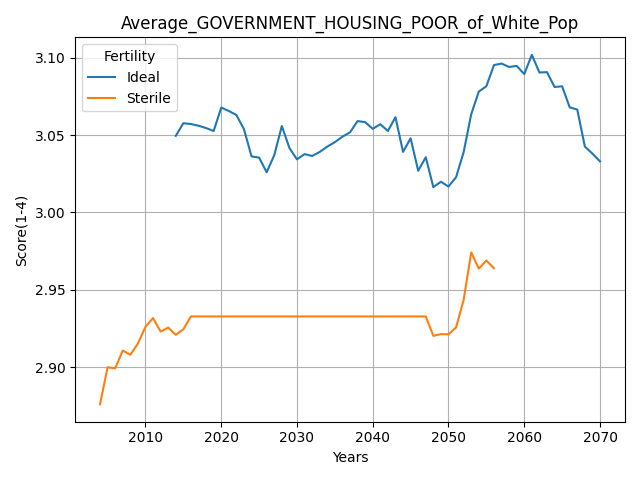 Average_GOVERNMENT_HOUSING_POOR_of_White_Pop
Fertility
Ideal
Sterile
3.10
3.05
3.00
2.95
2.90
Score(1-4)
2010 2020 2030 2040 2050 2060 2070
Years